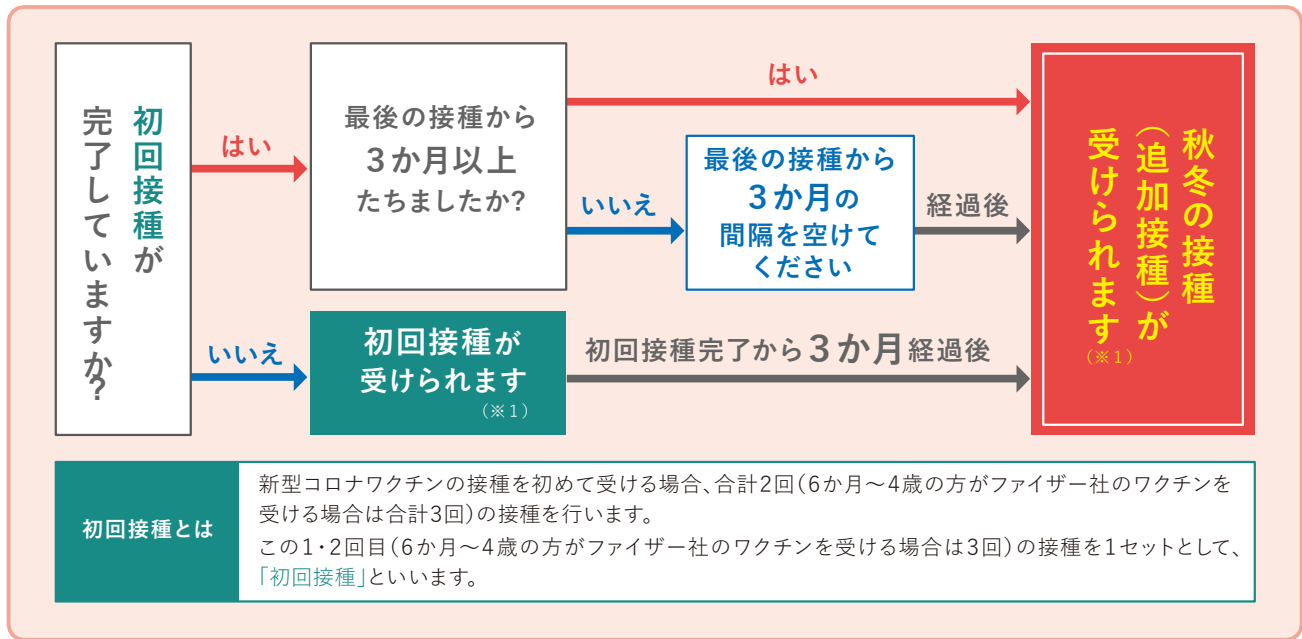 初回接種が
完了していますか？
はい
いいえ
最後の接種から
３か月以上
たちましたか？
はい
いいえ
最後の接種から
３か月の
間隔を空けて
ください
経過後
初回接種が
受けられます
（※１）
初回接種完了から３か月経過後
秋冬の接種
（追加接種）が
受けられます
（※１）
初回接種とは
新型コロナワクチンの接種を初めて受ける場合、合計2回（6か月～4歳の方がファイザー社のワクチンを
受ける場合は合計3回）の接種を行います。
この1・2回目（6か月～4歳の方がファイザー社のワクチンを受ける場合は3回）の接種を1セットとして、
「初回接種」といいます。